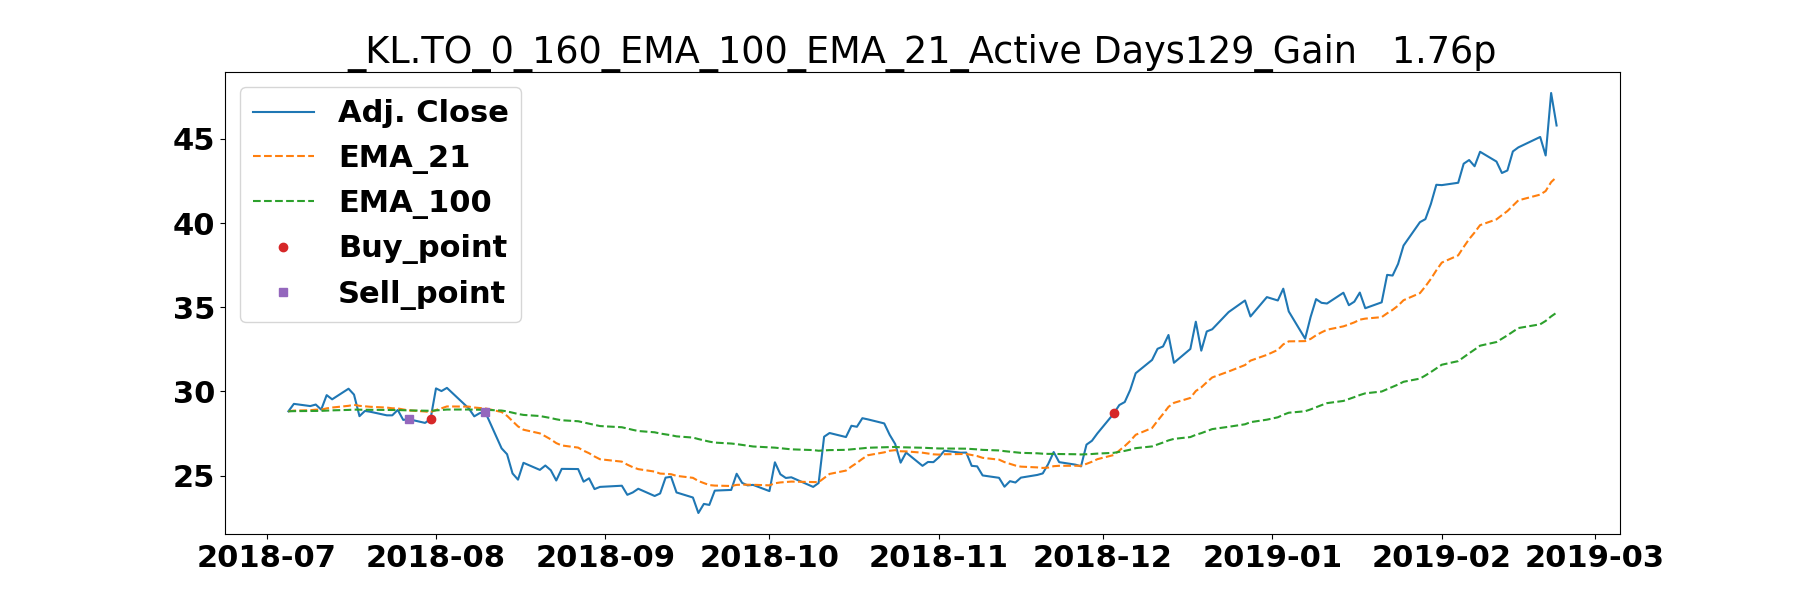 _KL.TO_0_160_EMA_100_EMA_21_Active Days129_Gain   1.76p
Adj. Close
EMA_21
EMA_100
Buy_point
Sell_point
45
40
35
30
25
2018-07 2018-08 2018-09 2018-10 2018-11 2018-12 2019-01 2019-02 2019-03